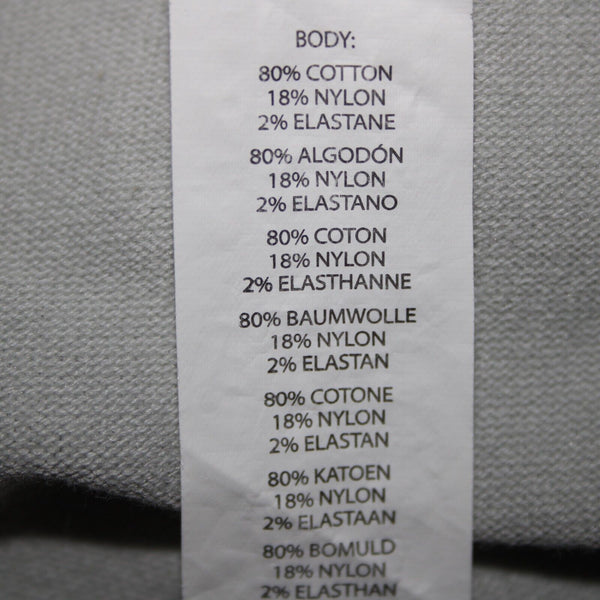 BODY:
80% COTTON
18% NYLON
2% ELASTANE
80% ALGODÓN
18% NYLON
2% ELASTANO
80% COTON
18% NYLON
2% ELASTHANNE
80% BAUMWOLLE
18% NYLON
2% ELASTAN
80% COTONE
18% NYLON
2% ELASTAN
80% KATOEN
18% NYLON
2% ELASTAAN
80% BOMULD
18% NYLON
2% ELASTHAN